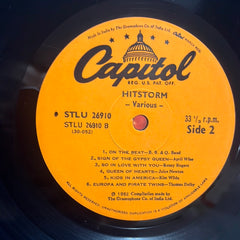 Made in India by The Gramophone Co. of India Ltd.
Capitol
REG. U.S. PAT. OFF.
HITSTORM
– Various –
STLU 26910
STLU 26910 B
(30-052)
33 ⅓ r.p.m.
Side 2
1. ON THE BEAT–B. B. &Q. Band
2. SIGN OF THE GYPSY QUEEN – April Wine
3. SO IN LOVE WITH YOU – Kenny Rogers
4. QUEEN OF HEARTS – Juice Newton
5. KIDS IN AMERICA – Kim Wilde
6. EUROPA AND PIRATE TWINS – Thomas Dolby
℗ 1982 Compilation made by
The Gramophone Co. of India Ltd.